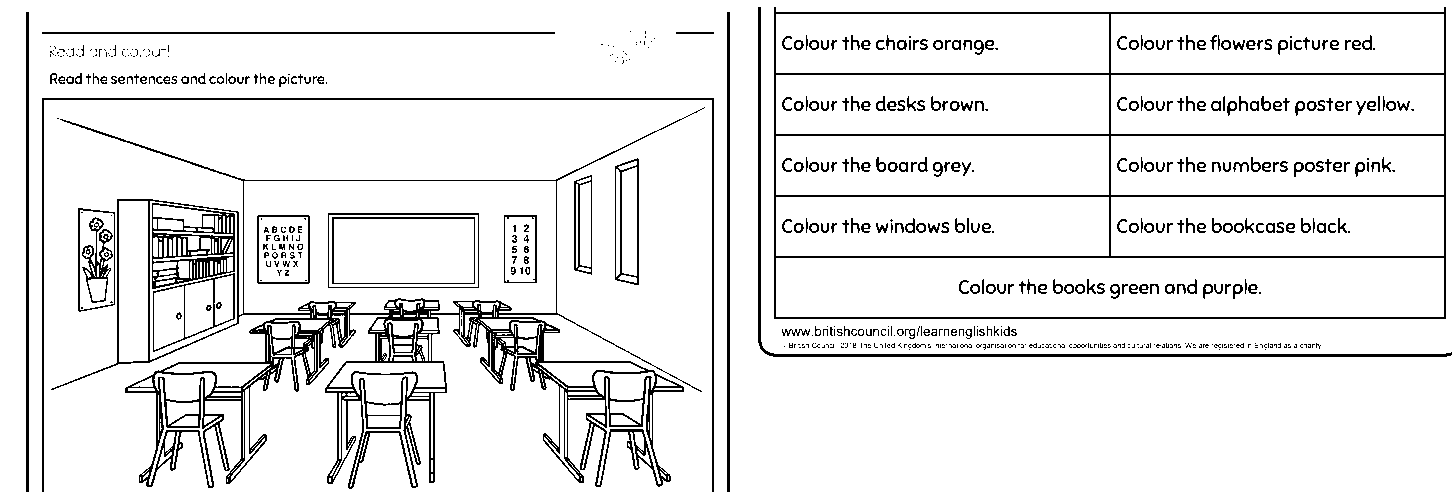 Read and colour!
Read the sentences and colour the picture.
A B C D E
F G H I J
K L M N O
P Q R S T
U V W X
Y Z
1 2
3 4
5 6
7 8
9 10
Colour the chairs orange.
Colour the flowers picture red.
Colour the desks brown.
Colour the alphabet poster yellow.
Colour the board grey.
Colour the numbers poster pink.
Colour the windows blue.
Colour the bookcase black.
Colour the books green and purple.
www.britishcouncil.org/learnenglishkids
British Council 2018 The United Kingdom's international organisation for educational opportunities and cultural relations. We are registered in England as a charity